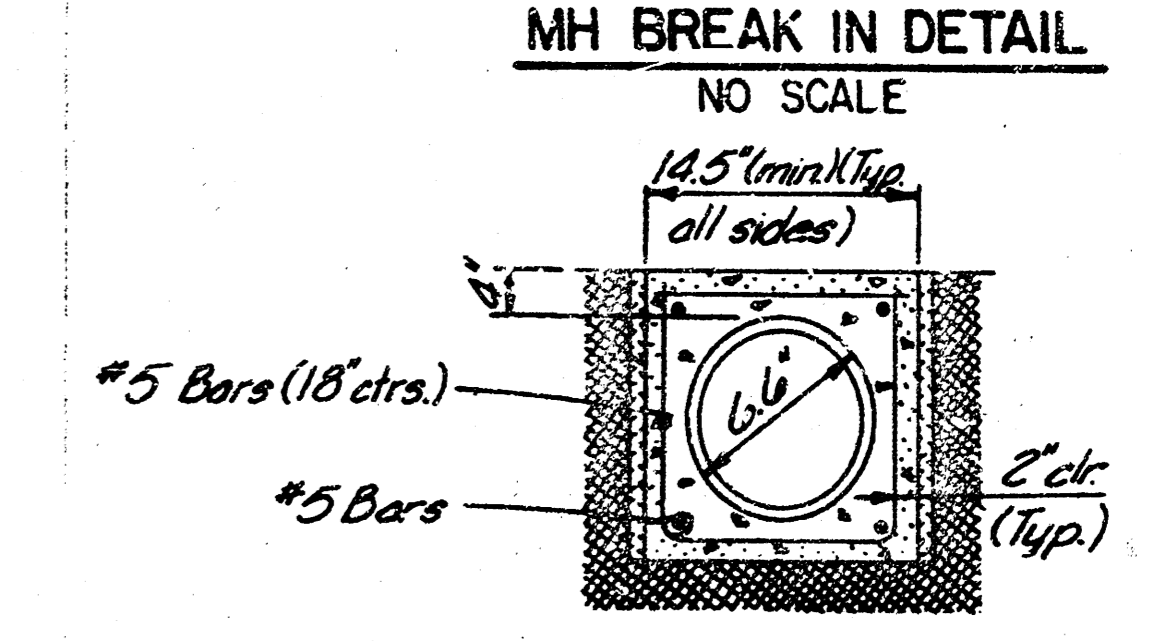 MH BREAK IN DETAIL
NO SCALE
14.5"(min.)(Typ.
all sides)
4"
#5 Bars (18"ctrs.)
6.6"
#5 Bars
2"clr.
(Typ.)